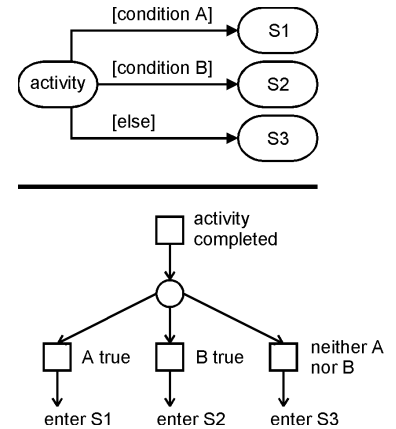 [condition A]
S1
activity
[condition B]
S2
[else]
S3
activity
completed
A true
B true
neither A
nor B
enter S1
enter S2
enter S3